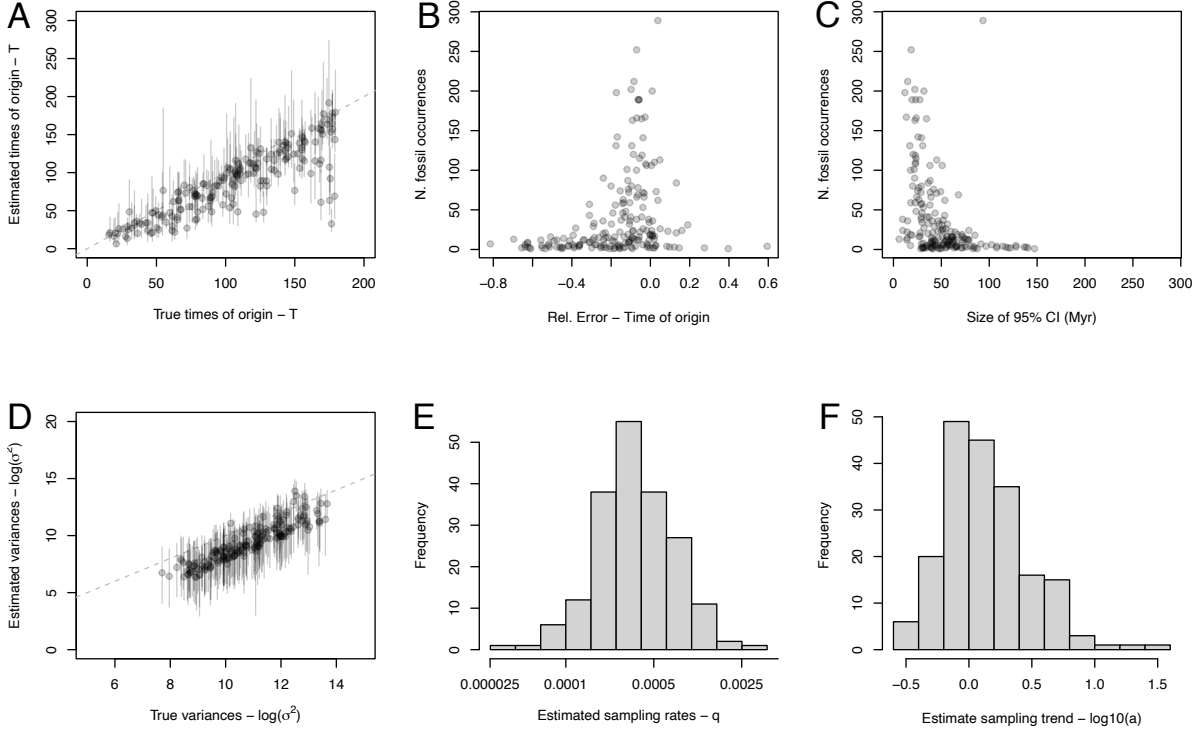 A
Estimated times of origin – T
0 50 100 150 200 250 300
0 50 100 150 200
True times of origin – T
B
N. fossil occurrences
0 50 100 150 200 250 300
−0.8 −0.4 0.0 0.2 0.4 0.6
Rel. Error – Time of origin
C
N. fossil occurrences
0 50 100 150 200 250 300
0 50 100 150 200 250 300
Size of 95% CI (Myr)
D
Estimated variances – log(σ²)
0 5 10 15 20
6 8 10 12 14
True variances – log(σ²)
E
Frequency
0 10 20 30 40 50
0.000025 0.0001 0.0005 0.0025
Estimated sampling rates – q
F
Frequency
0 10 20 30 40 50
−0.5 0.0 0.5 1.0 1.5
Estimate sampling trend – log10(a)